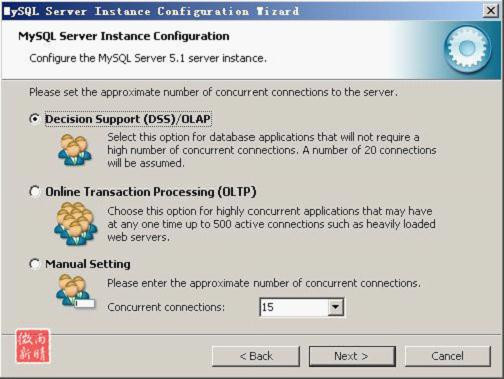 MySQL Server Instance Configuration Wizard
MySQL Server Instance Configuration
Configure the MySQL Server 5.1 server instance.
Please set the approximate number of concurrent connections to the server.
Decision Support (DSS)/OLAP
Select this option for database applications that will not require a
high number of concurrent connections. A number of 20 connections
will be assumed.
Online Transaction Processing (OLTP)
Choose this option for highly concurrent applications that may have
at any one time up to 500 active connections such as heavily loaded
web servers.
Manual Setting
Please enter the approximate number of concurrent connections.
Concurrent connections:
15
< Back
Next >
Cancel